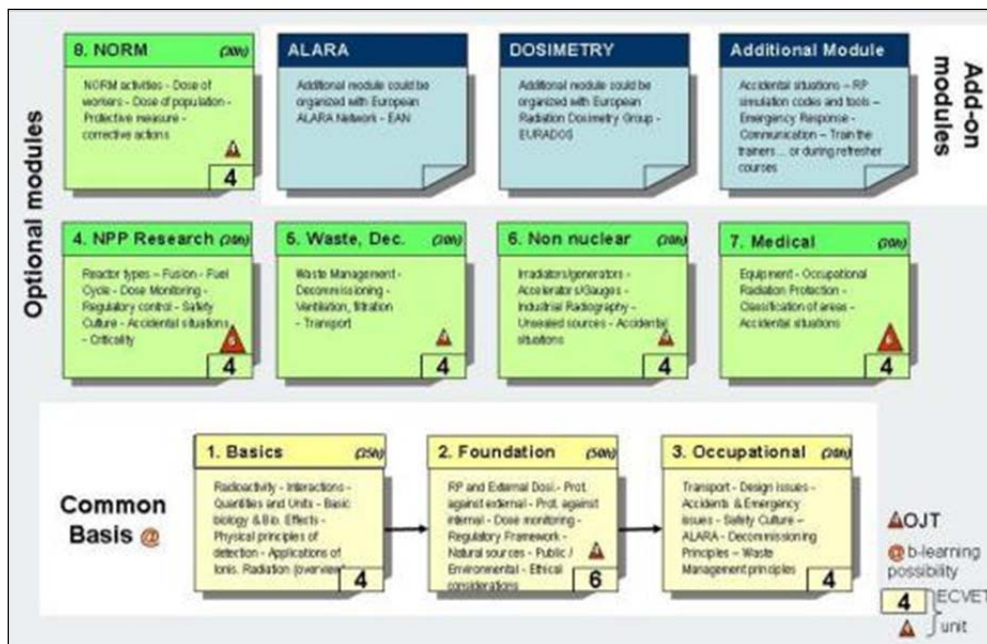 8. NORM (30h)
NORM activities - Dose of
workers - Dose of population -
Protective measure -
corrective actions
4
ALARA
Additional module could be
organized with European
ALARA Network - EAN
DOSIMETRY
Additional module could be
organized with European
Radiation Dosimetry Group -
EURADOS
Additional Module
Accidental situations – RP
simulation codes and tools –
Emergency Response -
Communication – Train the
trainers... or during refresher
courses
Add-on
modules
Optional modules
4. NPP Research (30h)
Reactor types – Fusion - Fuel
Cycle - Dose Monitoring -
Regulatory control - Safety
Culture - Accidental situations
– Criticality
6
4
5. Waste, Dec. (30h)
Waste Management -
Decommissioning -
Ventilation, filtration
– Transport
4
6. Non nuclear (30h)
Irradiators/generators -
Accelerators/Gauges -
Industrial Radiography -
Unsealed sources - Accidental
situations
4
7. Medical (30h)
Equipment - Occupational
Radiation Protection -
Classification of areas -
Accidental situations
6
4
Common
Basis @
1. Basics (35h)
Radioactivity - Interactions -
Quantities and Units - Basic
biology & Bio. Effects -
Physical principles of
detection - Applications of
Ionis. Radiation (overview)
4
2. Foundation (50h)
RP and External Dosi.- Prot.
against external - Prot. against
internal - Dose monitoring -
Regulatory Framework -
Natural sources - Public /
Environmental - Ethical
considerations
6
3. Occupational (30h)
Transport - Design issues -
Accidents & Emergency
issues - Safety Culture –
ALARA - Decommissioning
Principles – Waste
Management principles
4
OJT
@ b-learning
possibility
4 ECVET
unit